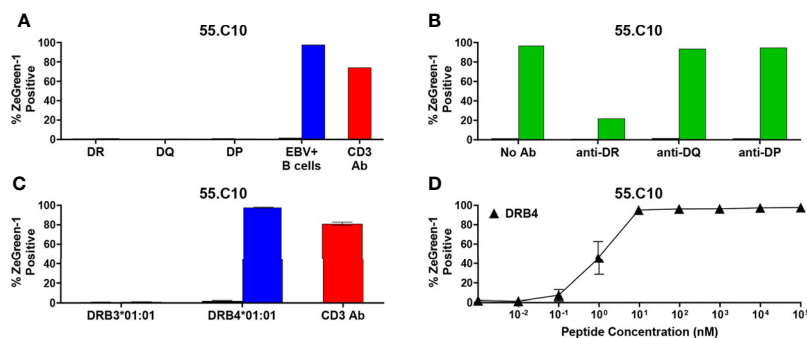 A
55.C10
% ZeGreen-1
Positive
100
80
60
40
20
0
DR
DQ
DP
EBV+
B cells
CD3
Ab
B
55.C10
% ZeGreen-1
Positive
100
80
60
40
20
0
No Ab
anti-DR
anti-DQ
anti-DP
C
55.C10
% ZeGreen-1
Positive
100
80
60
40
20
0
DRB3*01:01
DRB4*01:01
CD3 Ab
D
55.C10
DRB4
% ZeGreen-1
Positive
100
80
60
40
20
0
10⁻² 10⁻¹ 10⁰ 10¹ 10² 10³ 10⁴ 10⁵
Peptide Concentration (nM)